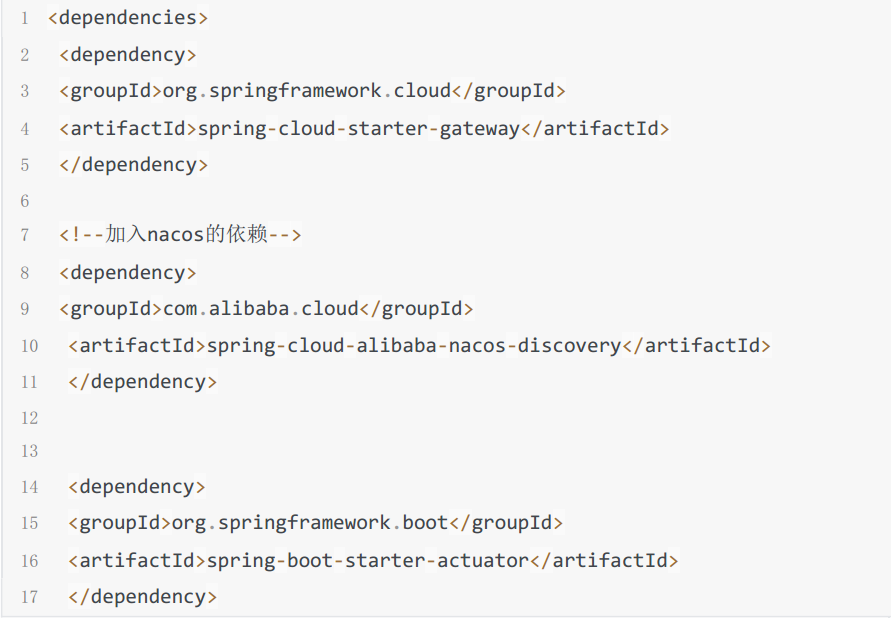 1 <dependencies>
2 <dependency>
3 <groupId>org.springframework.cloud</groupId>
4 <artifactId>spring-cloud-starter-gateway</artifactId>
5 </dependency>
6
7 <!--加入nacos的依赖-->
8 <dependency>
9 <groupId>com.alibaba.cloud</groupId>
10 <artifactId>spring-cloud-alibaba-nacos-discovery</artifactId>
11 </dependency>
12
13
14 <dependency>
15 <groupId>org.springframework.boot</groupId>
16 <artifactId>spring-boot-starter-actuator</artifactId>
17 </dependency>